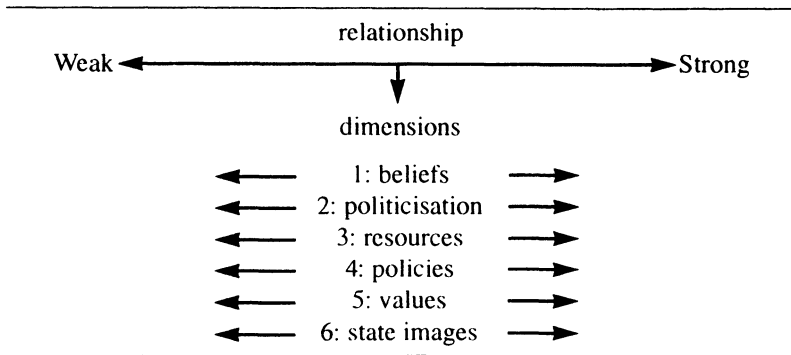 relationship
Weak Strong
dimensions
1: beliefs
2: politicisation
3: resources
4: policies
5: values
6: state images